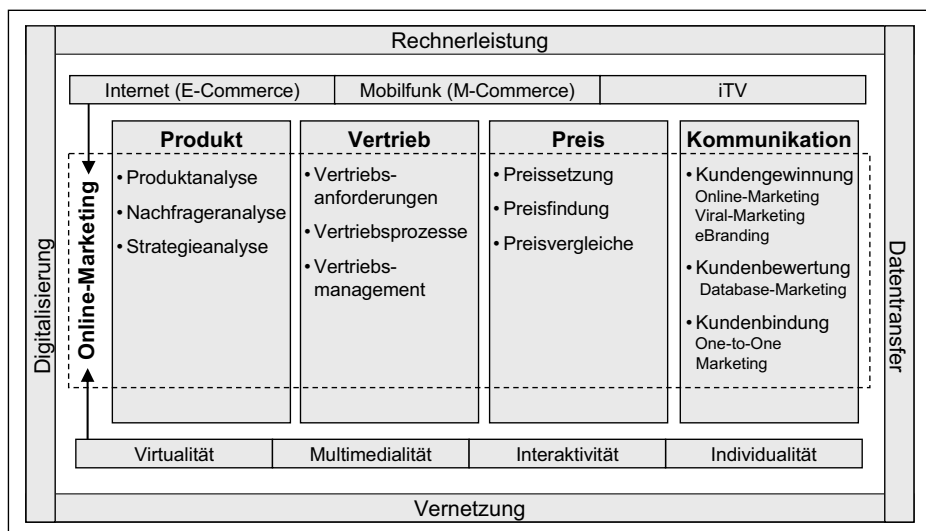 Rechnerleistung
Internet (E-Commerce)
Mobilfunk (M-Commerce)
iTV
Digitalisierung
Online-Marketing
Produkt
• Produktanalyse
• Nachfrageranalyse
• Strategieanalyse
Vertrieb
• Vertriebs-
anforderungen
• Vertriebsprozesse
• Vertriebs-
management
Preis
• Preissetzung
• Preisfindung
• Preisvergleiche
Kommunikation
• Kundengewinnung
Online-Marketing
Viral-Marketing
eBranding
• Kundenbewertung
Database-Marketing
• Kundenbindung
One-to-One
Marketing
Datentransfer
Virtualität
Multimedialität
Interaktivität
Individualität
Vernetzung